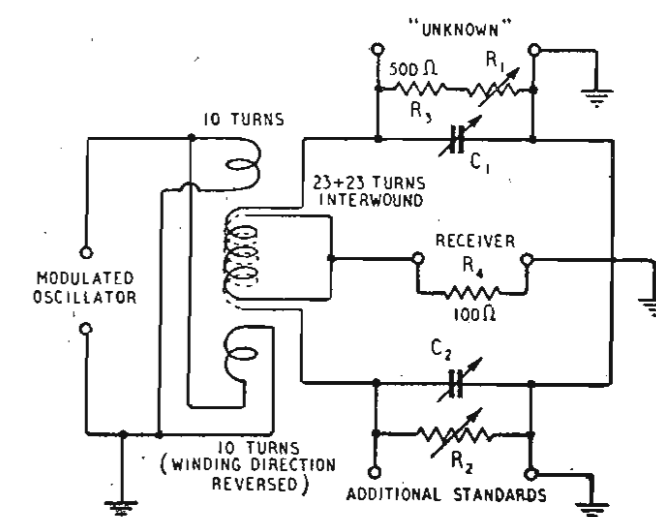 "UNKNOWN"
500 Ω
R1
R3
10 TURNS
C1
23+23 TURNS
INTERWOUND
RECEIVER
R4
100Ω
MODULATED
OSCILLATOR
C2
10 TURNS
(WINDING DIRECTION
REVERSED)
R2
ADDITIONAL STANDARDS